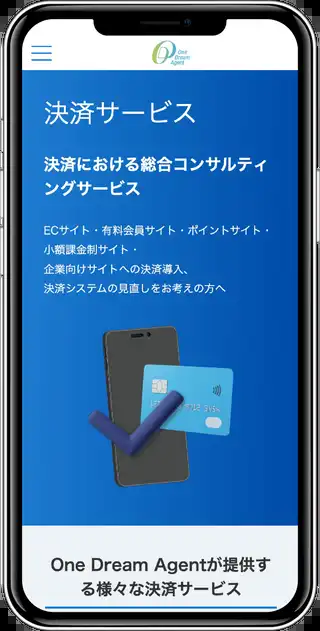 One
Dream
Agent
決済サービス
決済における総合コンサルティ
ングサービス
ECサイト・有料会員サイト・ポイントサイト・
小額課金制サイト・
企業向けサイトへの決済導入、
決済システムの見直しをお考えの方へ
One Dream Agentが提供す
る様々な決済サービス